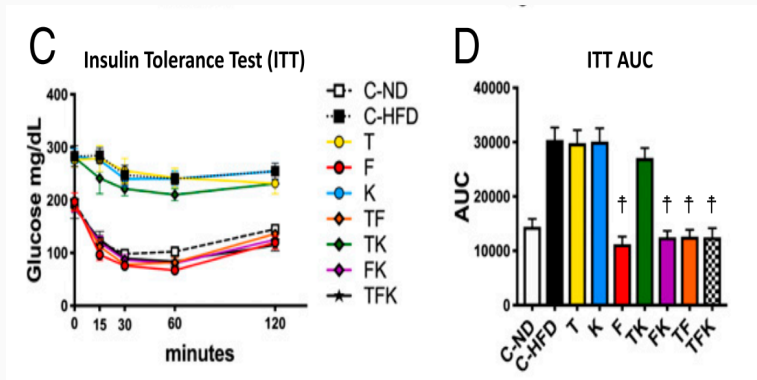 C
Insulin Tolerance Test (ITT)
Glucose mg/dL
400
300
200
100
0
0 15 30 60 120
minutes
C-ND
C-HFD
T
F
K
TF
TK
FK
TFK
D
ITT AUC
AUC
40000
30000
20000
10000
0
† † † †
C-ND C-HFD T K F TK FK TF TFK